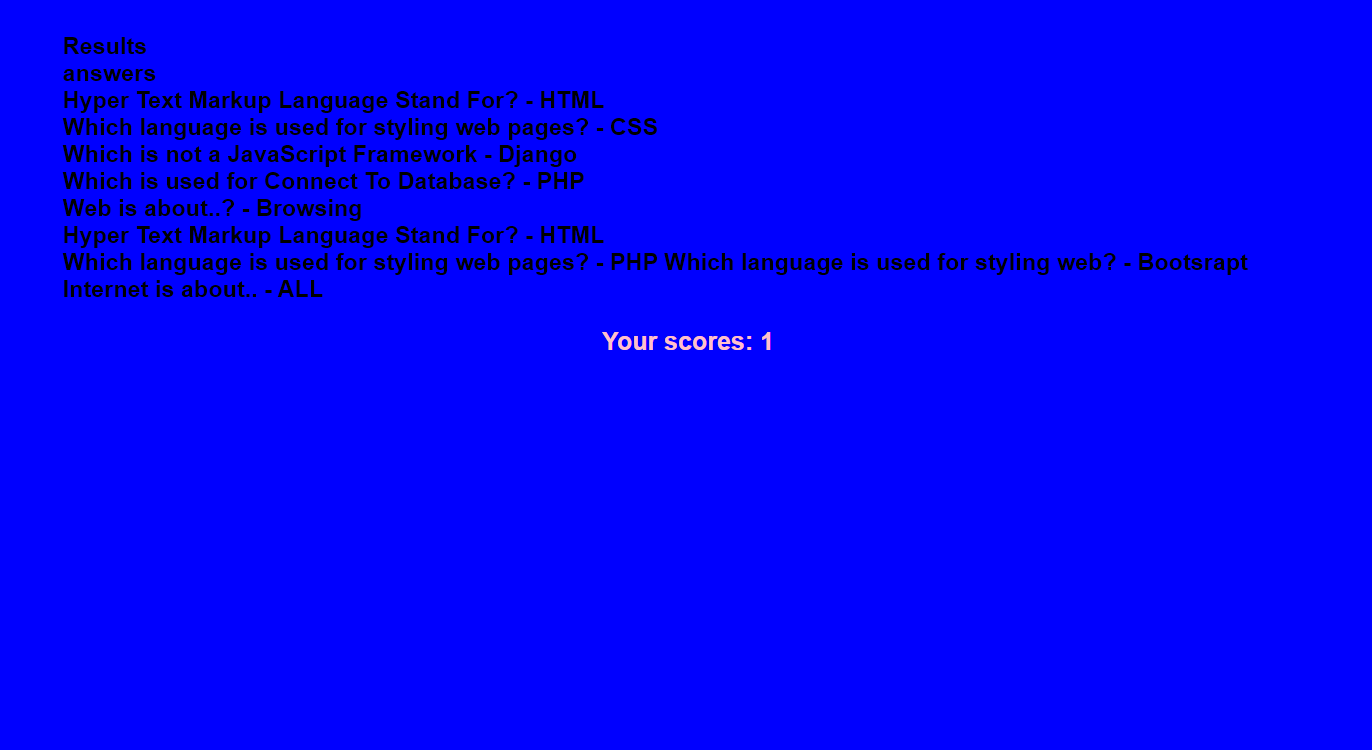 Results
answers
Hyper Text Markup Language Stand For? - HTML
Which language is used for styling web pages? - CSS
Which is not a JavaScript Framework - Django
Which is used for Connect To Database? - PHP
Web is about..? - Browsing
Hyper Text Markup Language Stand For? - HTML
Which language is used for styling web pages? - PHP Which language is used for styling web? - Bootsrapt
Internet is about.. - ALL
Your scores: 1